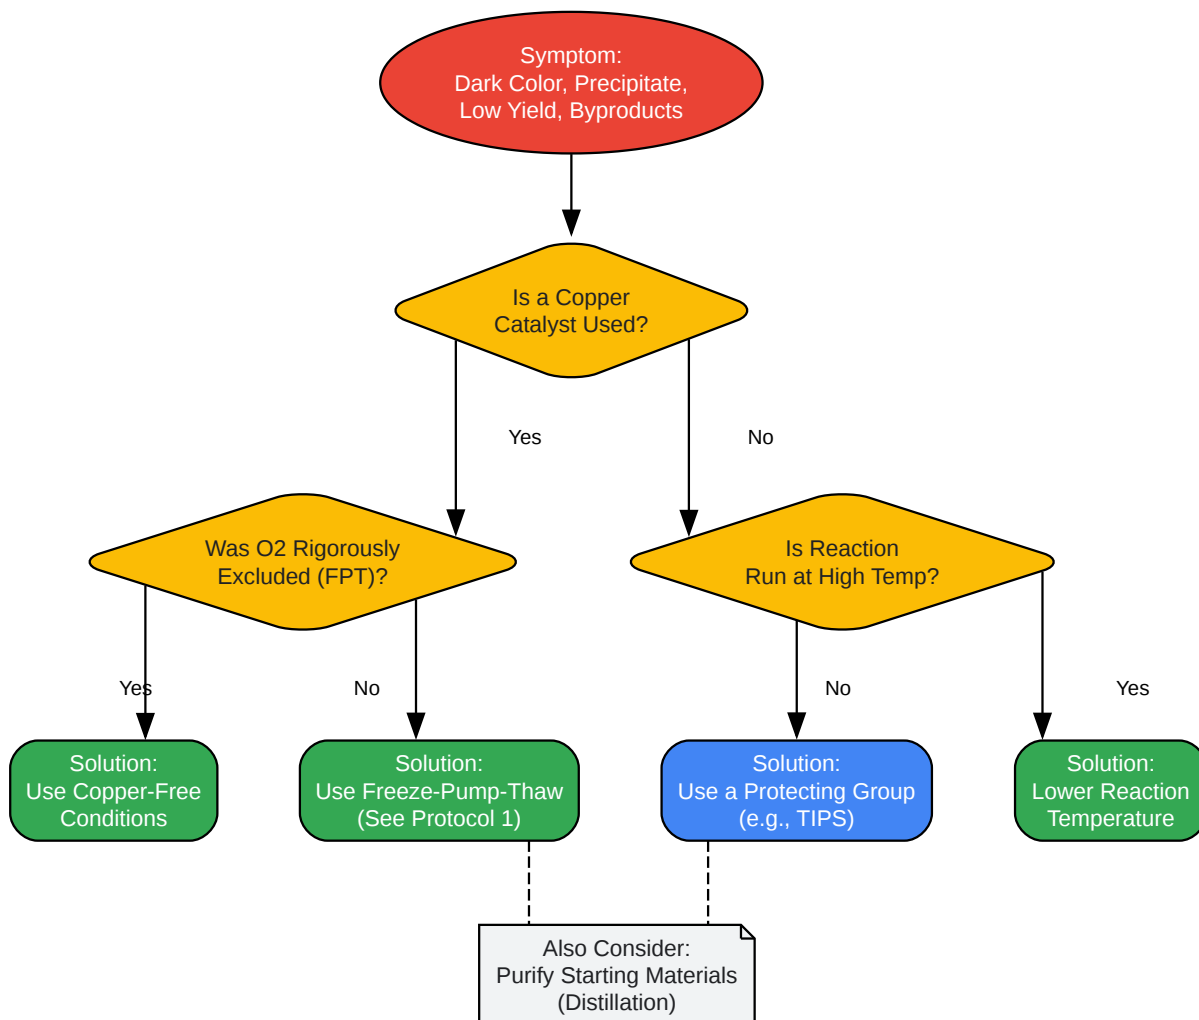 Symptom:
Dark Color, Precipitate,
Low Yield, Byproducts
Is a Copper
Catalyst Used?
Yes
No
Was O2 Rigorously
Excluded (FPT)?
Is Reaction
Run at High Temp?
Yes
No
No
Yes
Solution:
Use Copper-Free
Conditions
Solution:
Use Freeze-Pump-Thaw
(See Protocol 1)
Solution:
Use a Protecting Group
(e.g., TIPS)
Solution:
Lower Reaction
Temperature
Also Consider:
Purify Starting Materials
(Distillation)